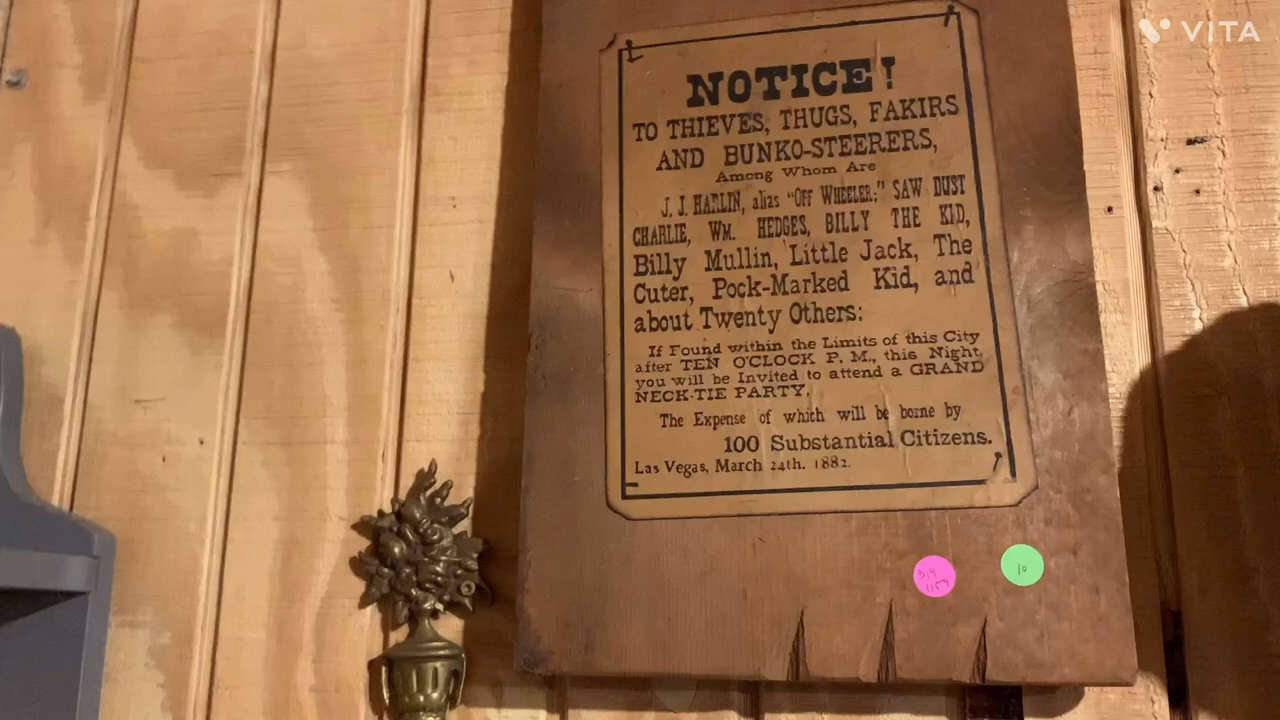 VITA
NOTICE!
TO THIEVES, THUGS, FAKIRS
AND BUNKO-STEERERS,
Among Whom Are
J. J. HARLIN, alias "OFF WHEELER;" SAW DUST
CHARLIE, WM. HEDGES, BILLY THE KID,
Billy Mullin, Little Jack, The
Cuter, Pock-Marked Kid, and
about Twenty Others:
If Found within the Limits of this City
after TEN O'CLOCK P. M., this Night,
you will be Invited to attend a GRAND
NECK-TIE PARTY,
The Expense of which will be borne by
100 Substantial Citizens.
Las Vegas, March 24th. 1882.
10